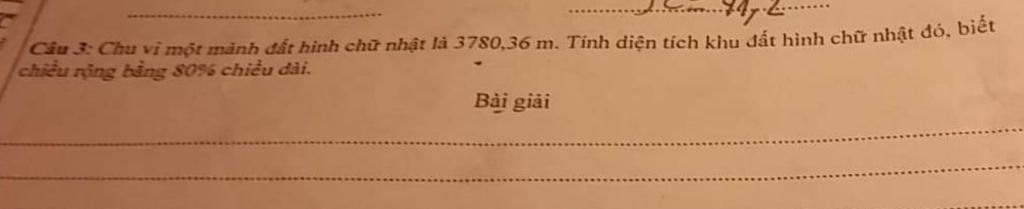 Câu 3: Chu vi một mảnh đất hình chữ nhật là 3780,36 m. Tính diện tích khu đất hình chữ nhật đó, biết
chiều rộng bằng 80% chiều dài.
Bài giải